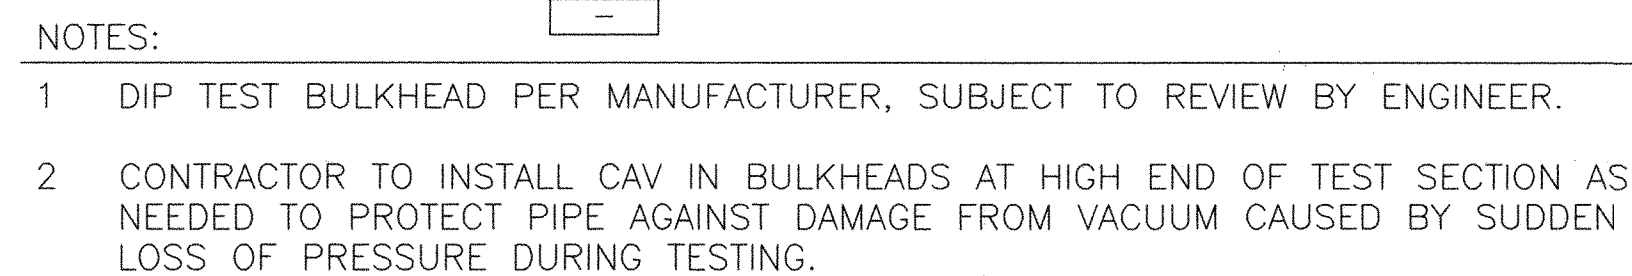 –
NOTES:
1 DIP TEST BULKHEAD PER MANUFACTURER, SUBJECT TO REVIEW BY ENGINEER.
2 CONTRACTOR TO INSTALL CAV IN BULKHEADS AT HIGH END OF TEST SECTION AS
NEEDED TO PROTECT PIPE AGAINST DAMAGE FROM VACUUM CAUSED BY SUDDEN
LOSS OF PRESSURE DURING TESTING.